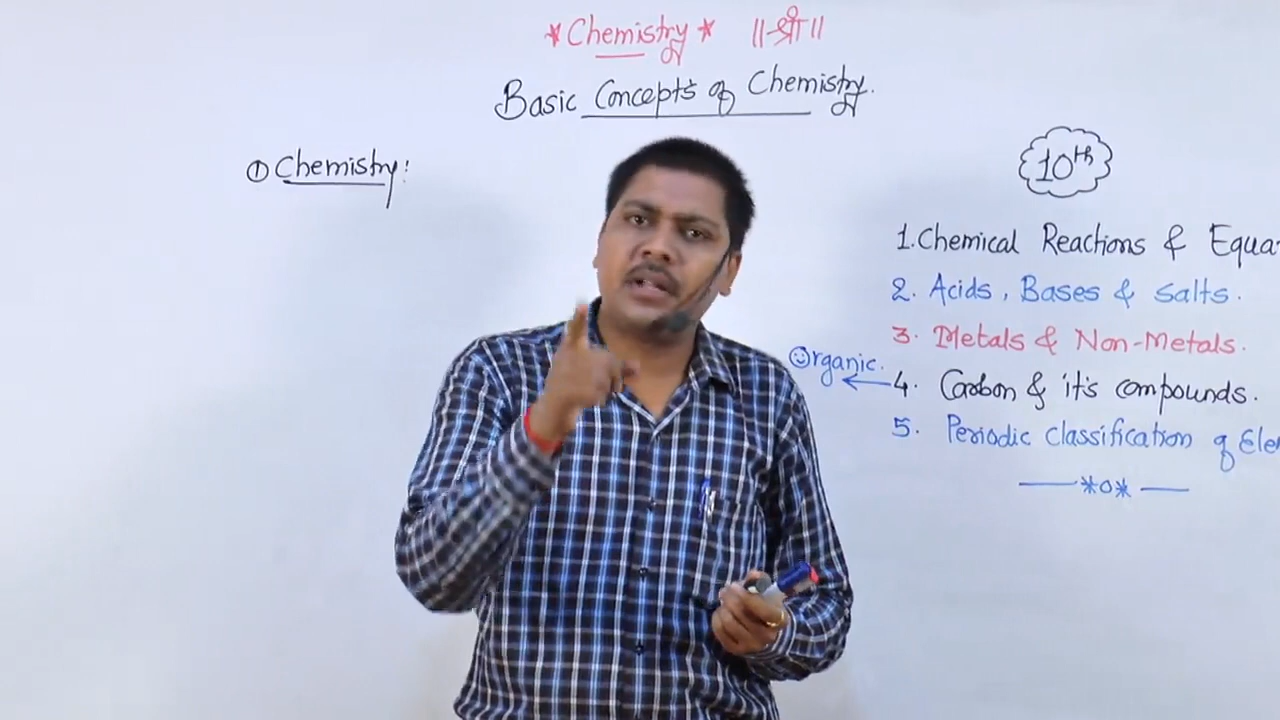 *Chemistry* ॥श्री॥
Basic Concepts of Chemistry.
① Chemistry:
10th
1. Chemical Reactions & Equa
2. Acids, Bases & Salts.
3. Metals & Non-Metals.
Organic. ← 4. Carbon & it's compounds.
5. Periodic Classification of Ele